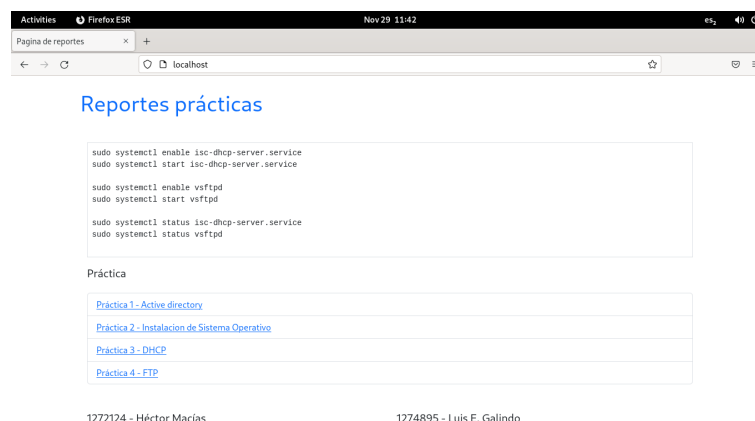 Activities Firefox ESR Nov 29 11:42 es₂
Pagina de reportes × +
localhost
Reportes prácticas
sudo systemctl enable isc-dhcp-server.service
sudo systemctl start isc-dhcp-server.service
sudo systemctl enable vsftpd
sudo systemctl start vsftpd
sudo systemctl status isc-dhcp-server.service
sudo systemctl status vsftpd
Práctica
Práctica 1 - Active directory
Práctica 2 - Instalacion de Sistema Operativo
Práctica 3 - DHCP
Práctica 4 - FTP
1272124 - Héctor Macías 1274895 - Luis E. Galindo